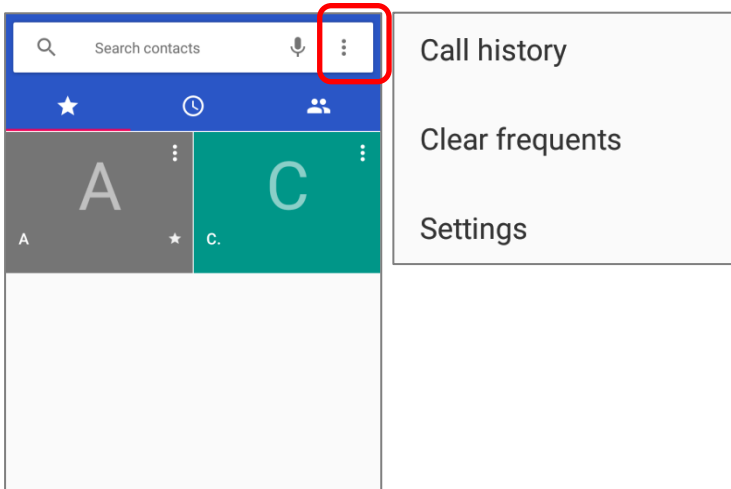 Search contacts
A
C
A
C.
Call history
Clear frequents
Settings